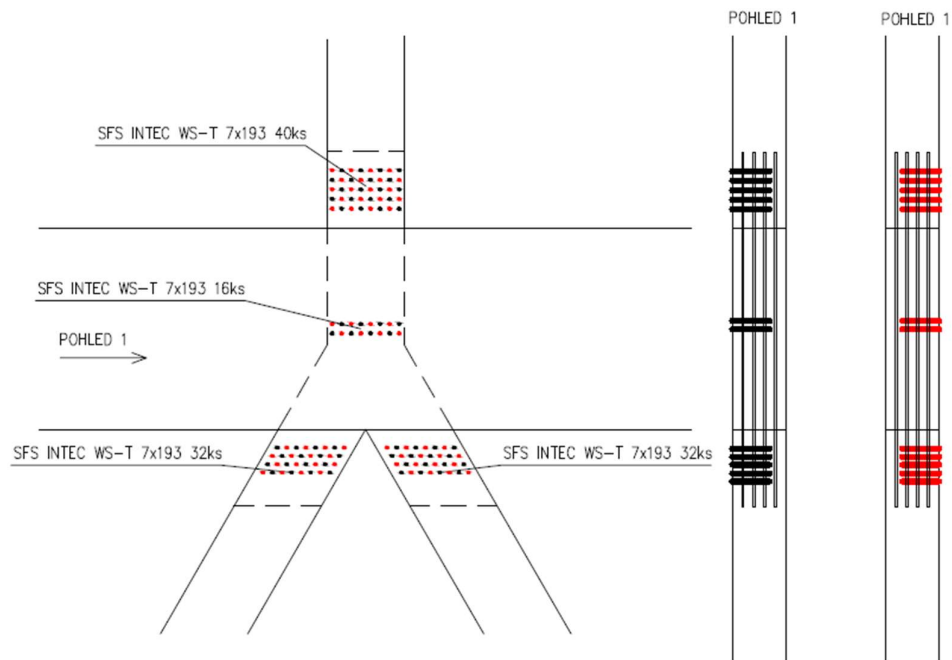 POHLED 1
POHLED 1
SFS INTEC WS-T 7x193 40ks
SFS INTEC WS-T 7x193 16ks
POHLED 1
SFS INTEC WS-T 7x193 32ks
SFS INTEC WS-T 7x193 32ks